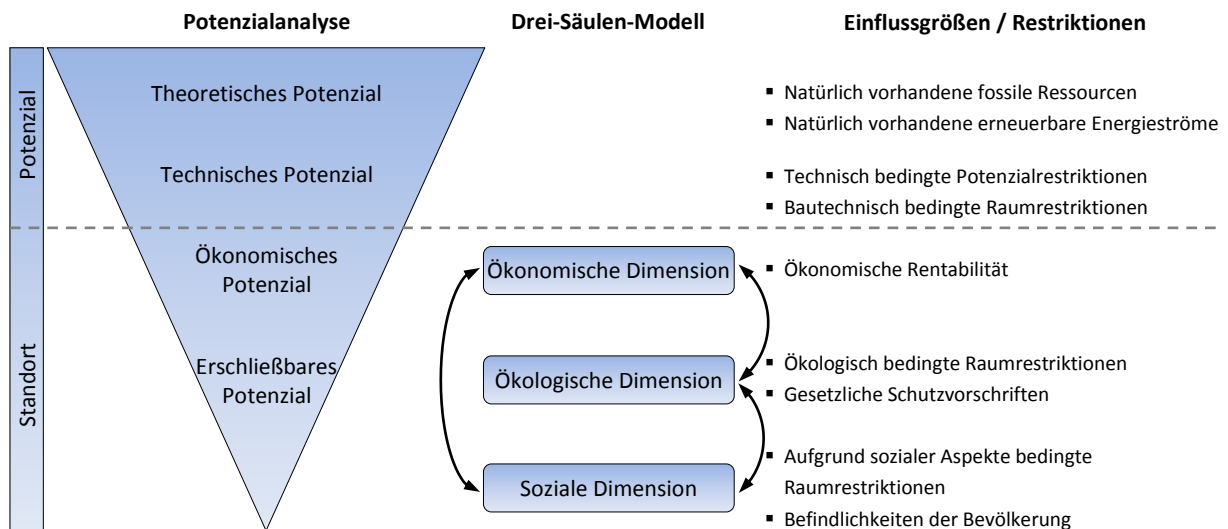 Potenzialanalyse
Drei-Säulen-Modell
Einflussgrößen / Restriktionen
Potenzial
Theoretisches Potenzial
Technisches Potenzial
▪ Natürlich vorhandene fossile Ressourcen
▪ Natürlich vorhandene erneuerbare Energieströme
▪ Technisch bedingte Potenzialrestriktionen
▪ Bautechnisch bedingte Raumrestriktionen
Standort
Ökonomisches
Potenzial
Ökonomische Dimension
▪ Ökonomische Rentabilität
Erschließbares
Potenzial
Ökologische Dimension
▪ Ökologisch bedingte Raumrestriktionen
▪ Gesetzliche Schutzvorschriften
Soziale Dimension
▪ Aufgrund sozialer Aspekte bedingte
Raumrestriktionen
▪ Befindlichkeiten der Bevölkerung